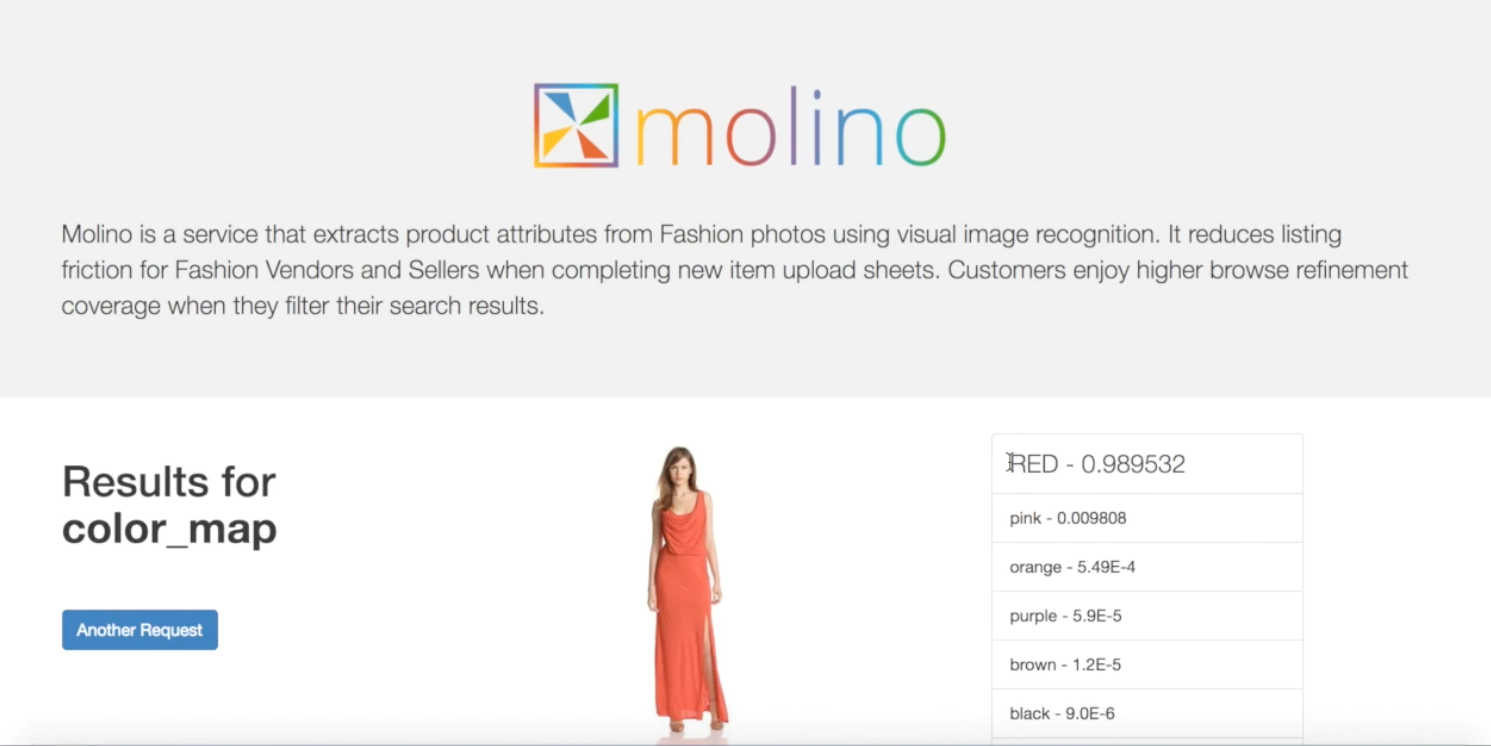 molino
Molino is a service that extracts product attributes from Fashion photos using visual image recognition. It reduces listing
friction for Fashion Vendors and Sellers when completing new item upload sheets. Customers enjoy higher browse refinement
coverage when they filter their search results.
Results for
color_map
Another Request
RED - 0.989532
pink - 0.009808
orange - 5.49E-4
purple - 5.9E-5
brown - 1.2E-5
black - 9.0E-6